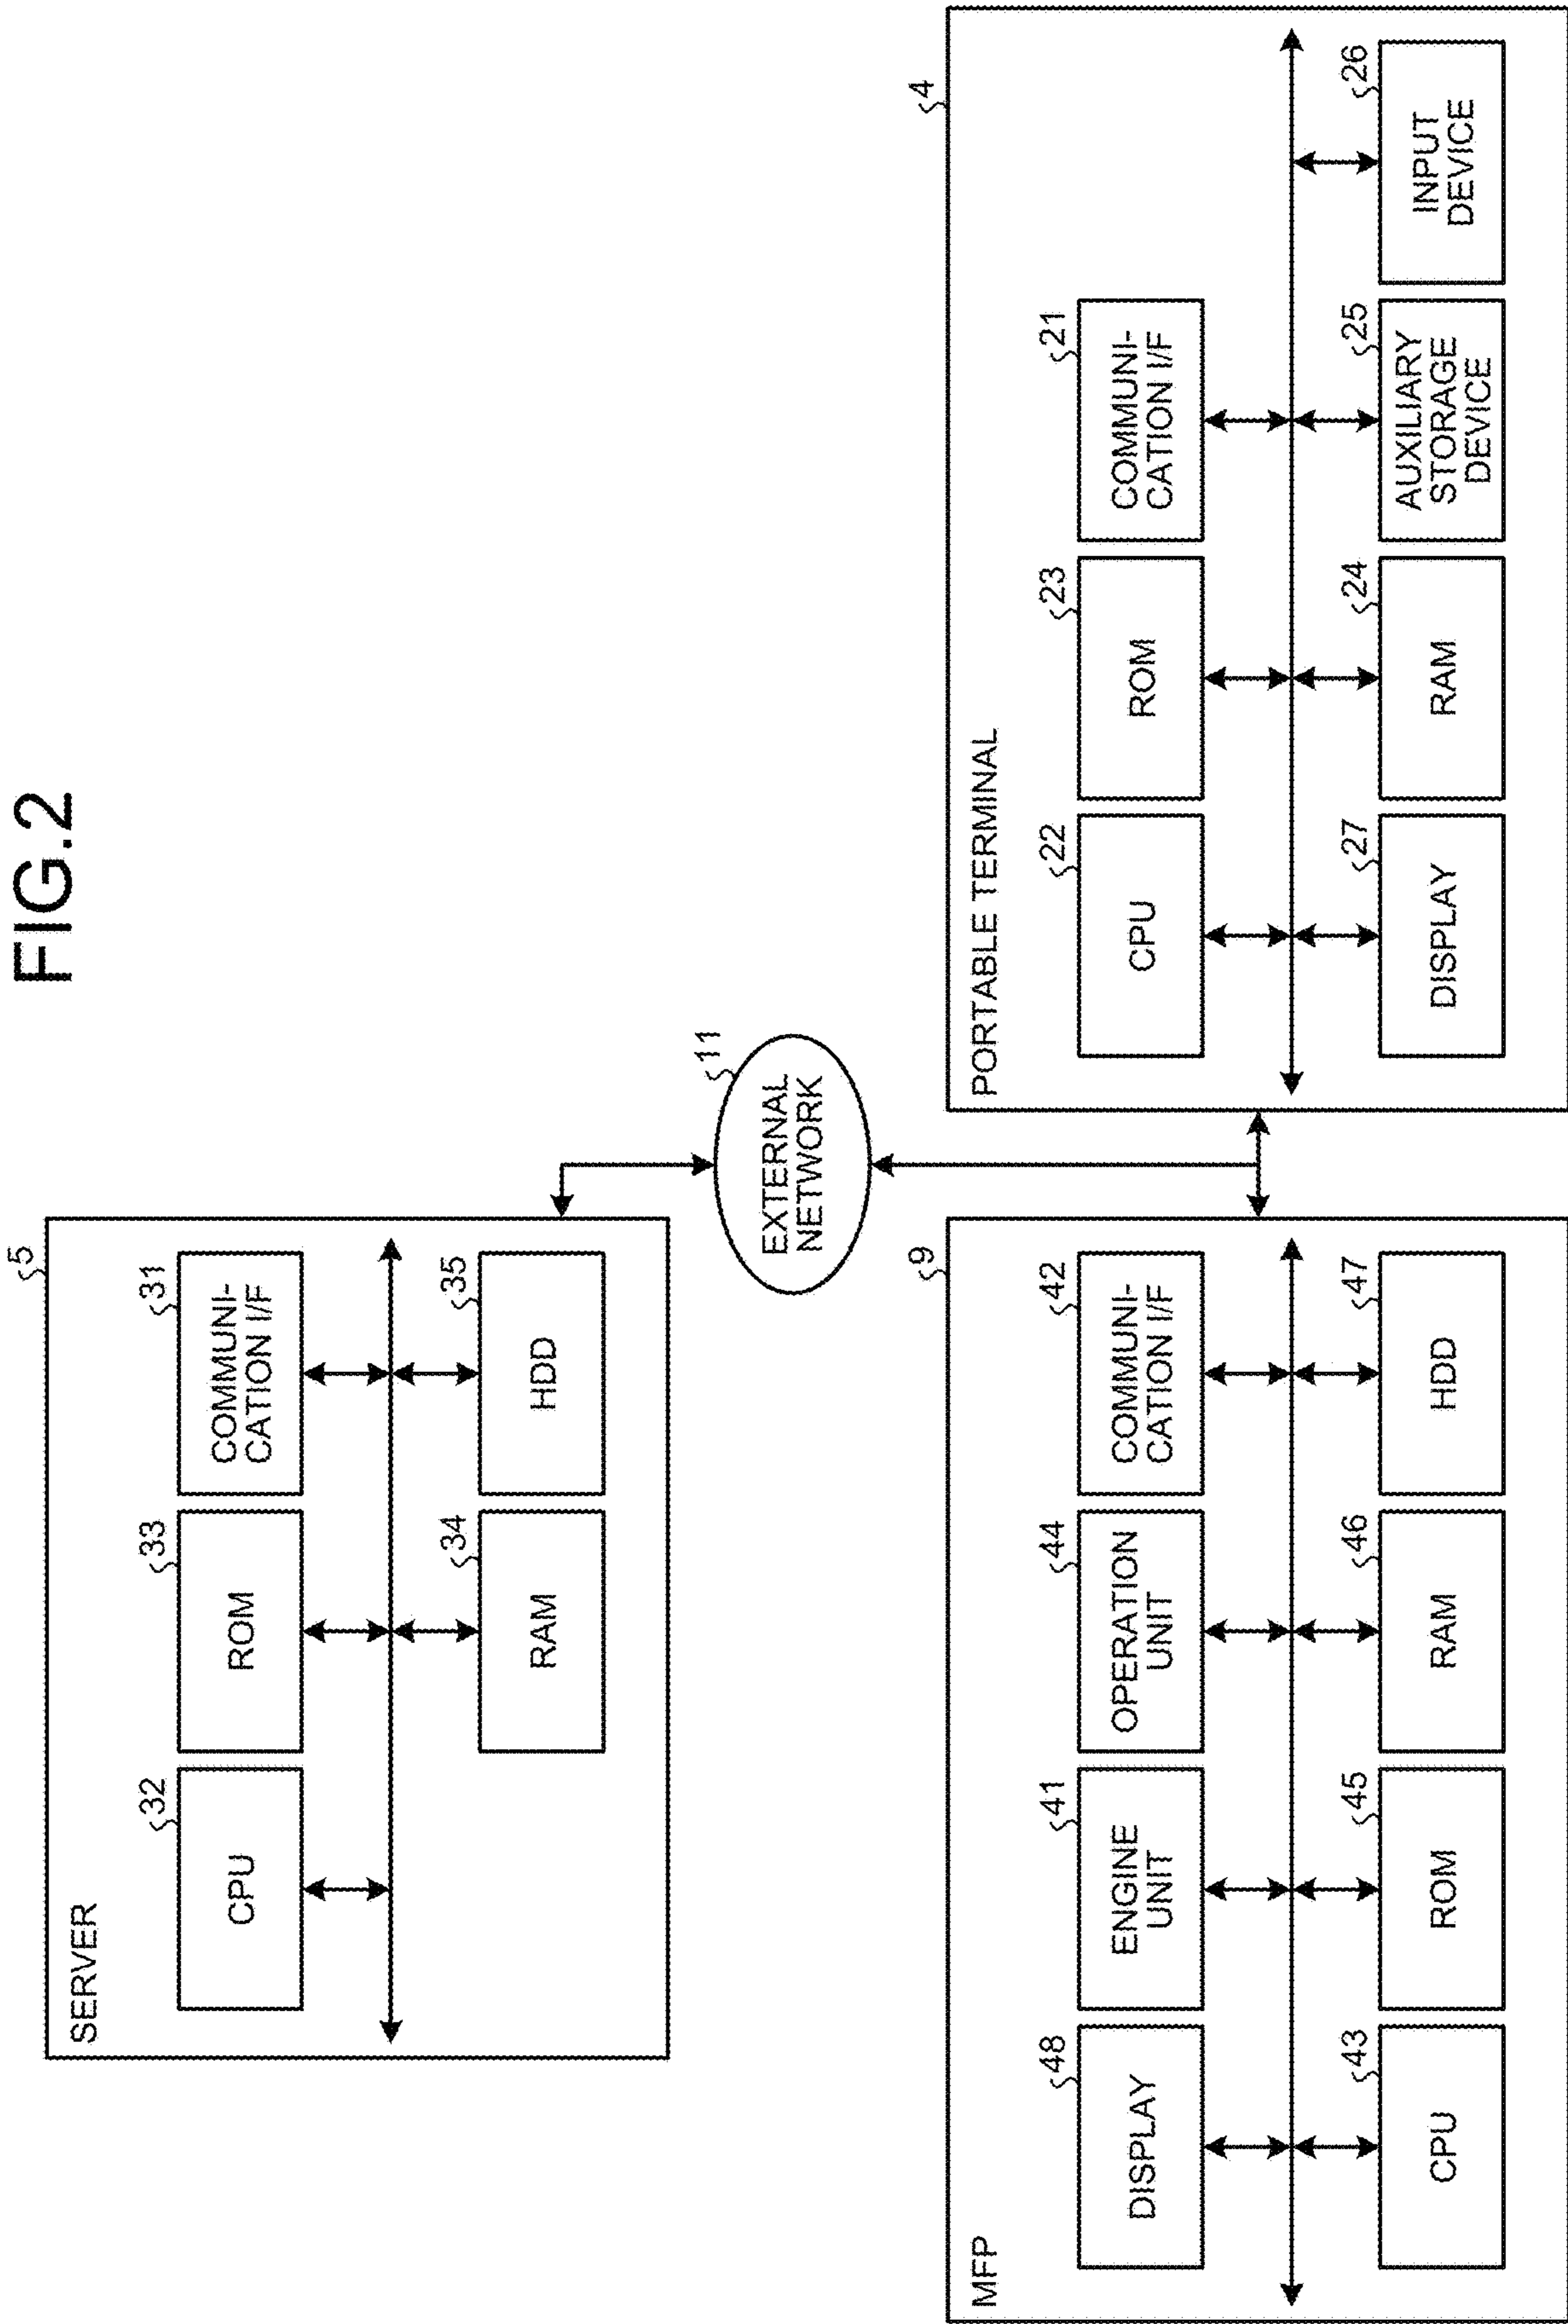 FIG.2
SERVER
5
CPU
32
ROM
33
COMMUNI-
CATION I/F
31
RAM
34
HDD
35
EXTERNAL
NETWORK
11
MFP
9
DISPLAY
48
ENGINE
UNIT
41
OPERATION
UNIT
44
COMMUNI-
CATION I/F
42
CPU
43
ROM
45
RAM
46
HDD
47
PORTABLE TERMINAL
4
CPU
22
ROM
23
COMMUNI-
CATION I/F
21
DISPLAY
27
RAM
24
AUXILIARY
STORAGE
DEVICE
25
INPUT
DEVICE
26